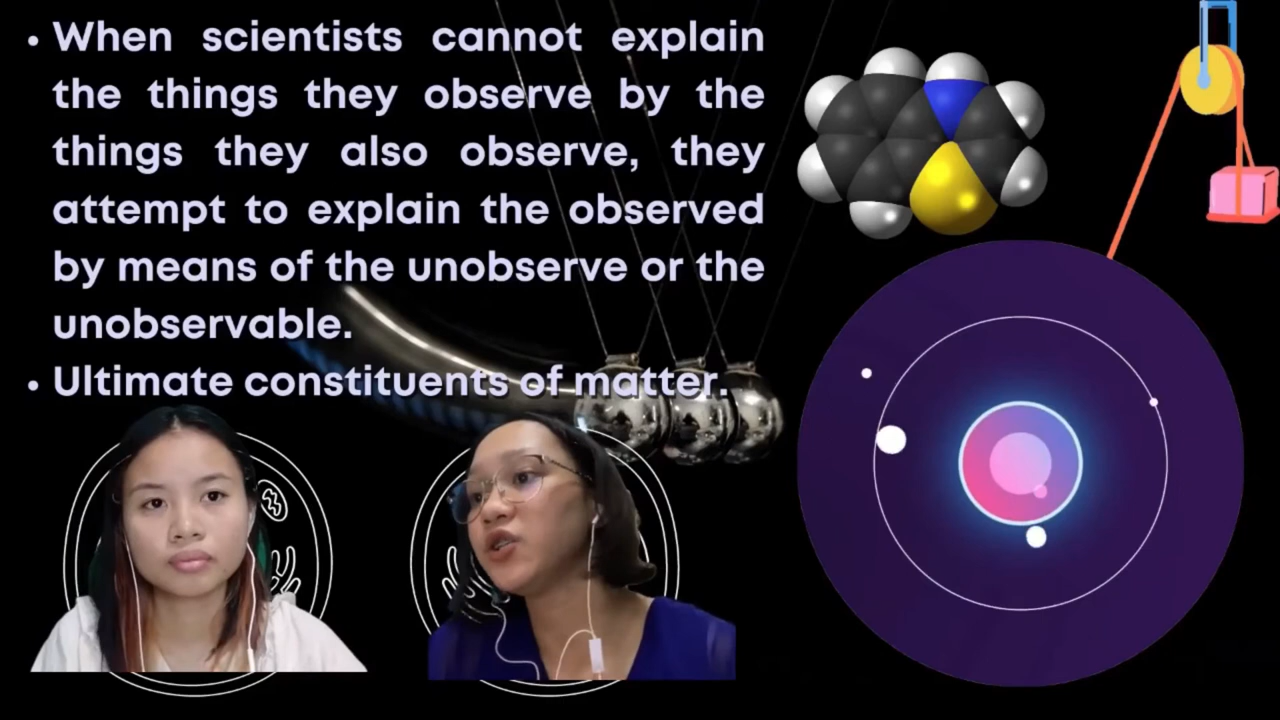 • When scientists cannot explain
the things they observe by the
things they also observe, they
attempt to explain the observed
by means of the unobserve or the
unobservable.
• Ultimate constituents of matter.